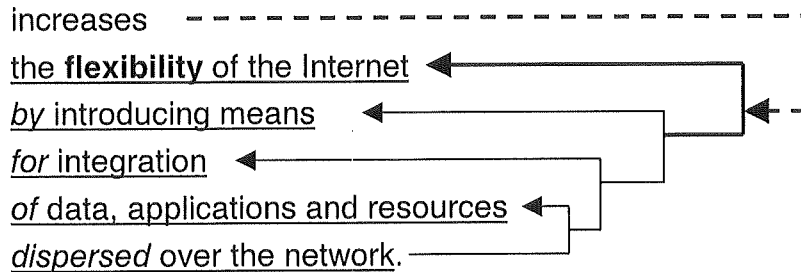 increases
the flexibility of the Internet
by introducing means
for integration
of data, applications and resources
dispersed over the network.